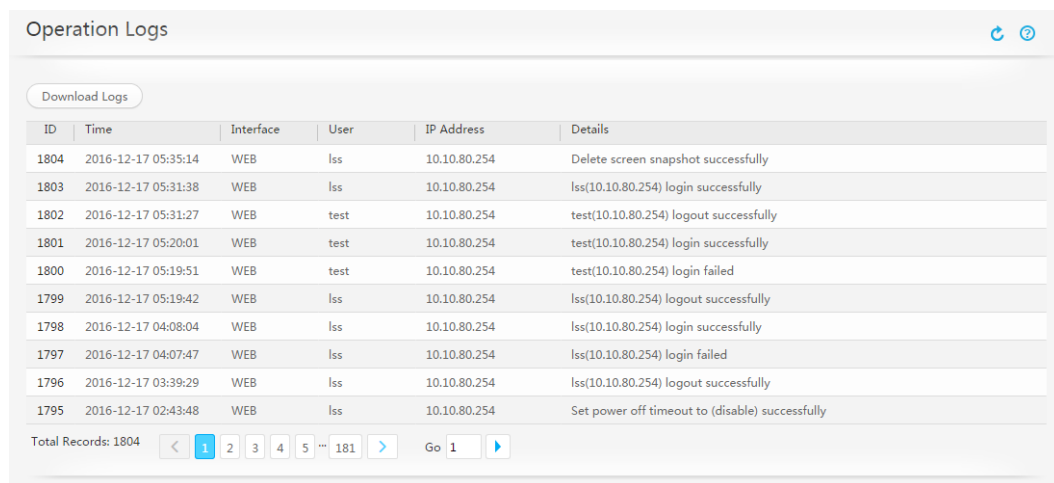 Operation Logs
Download Logs
ID Time Interface User IP Address Details
1804 2016-12-17 05:35:14 WEB lss 10.10.80.254 Delete screen snapshot successfully
1803 2016-12-17 05:31:38 WEB lss 10.10.80.254 lss(10.10.80.254) login successfully
1802 2016-12-17 05:31:27 WEB test 10.10.80.254 test(10.10.80.254) logout successfully
1801 2016-12-17 05:20:01 WEB test 10.10.80.254 test(10.10.80.254) login successfully
1800 2016-12-17 05:19:51 WEB test 10.10.80.254 test(10.10.80.254) login failed
1799 2016-12-17 05:19:42 WEB lss 10.10.80.254 lss(10.10.80.254) logout successfully
1798 2016-12-17 04:08:04 WEB lss 10.10.80.254 lss(10.10.80.254) login successfully
1797 2016-12-17 04:07:47 WEB lss 10.10.80.254 lss(10.10.80.254) login failed
1796 2016-12-17 03:39:29 WEB lss 10.10.80.254 lss(10.10.80.254) logout successfully
1795 2016-12-17 02:43:48 WEB lss 10.10.80.254 Set power off timeout to (disable) successfully
Total Records: 1804 < 1 2 3 4 5 ... 181 > Go 1